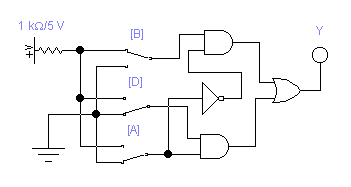 1 kΩ/5 V
[B]
Y
V
+
[D]
[A]